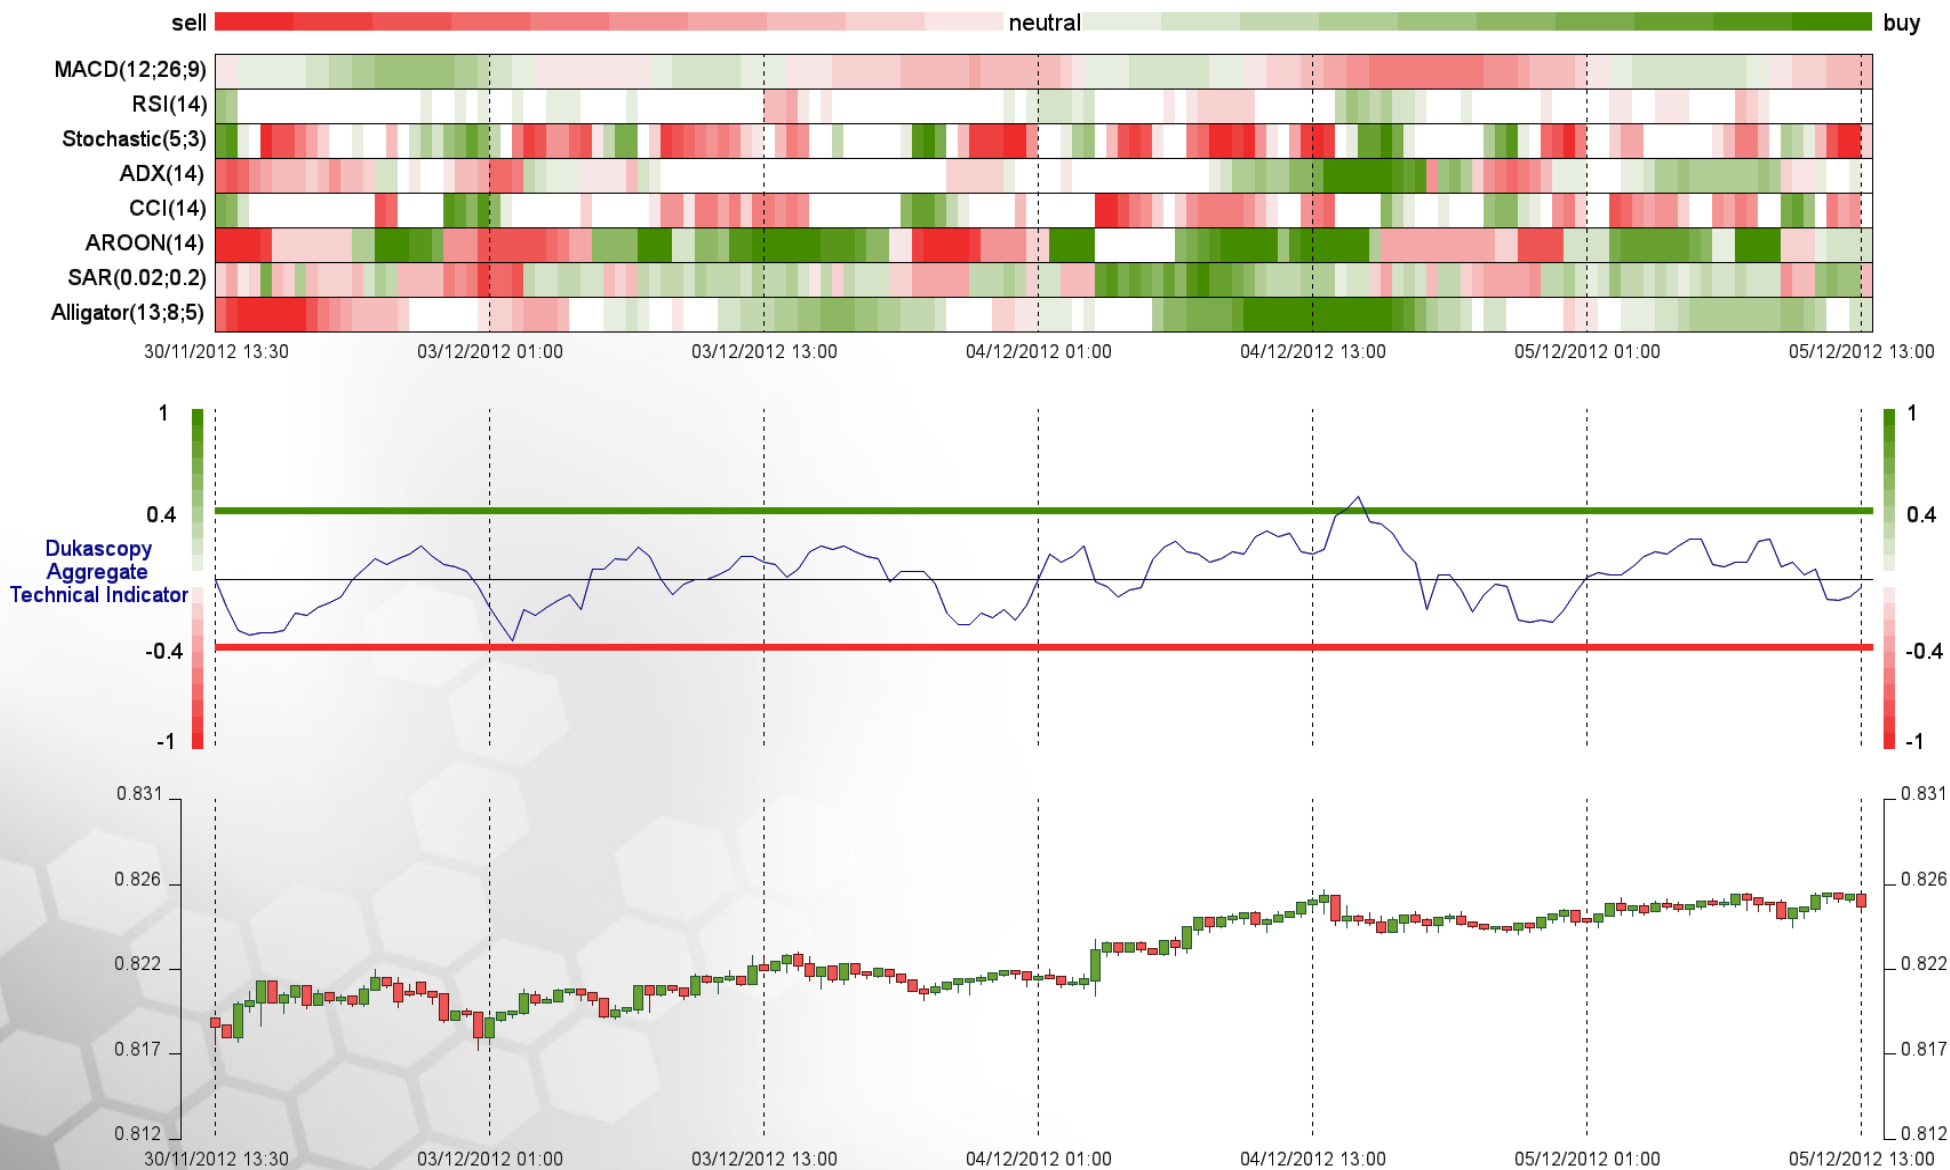 sell neutral buy
MACD(12;26;9)
RSI(14)
Stochastic(5;3)
ADX(14)
CCI(14)
AROON(14)
SAR(0.02;0.2)
Alligator(13;8;5)
30/11/2012 13:30 03/12/2012 01:00 03/12/2012 13:00 04/12/2012 01:00 04/12/2012 13:00 05/12/2012 01:00 05/12/2012 13:00
1 1
0.4 0.4
Dukascopy
Aggregate
Technical Indicator
-0.4 -0.4
-1 -1
0.831 0.831
0.826 0.826
0.822 0.822
0.817 0.817
0.812 0.812
30/11/2012 13:30 03/12/2012 01:00 03/12/2012 13:00 04/12/2012 01:00 04/12/2012 13:00 05/12/2012 01:00 05/12/2012 13:00